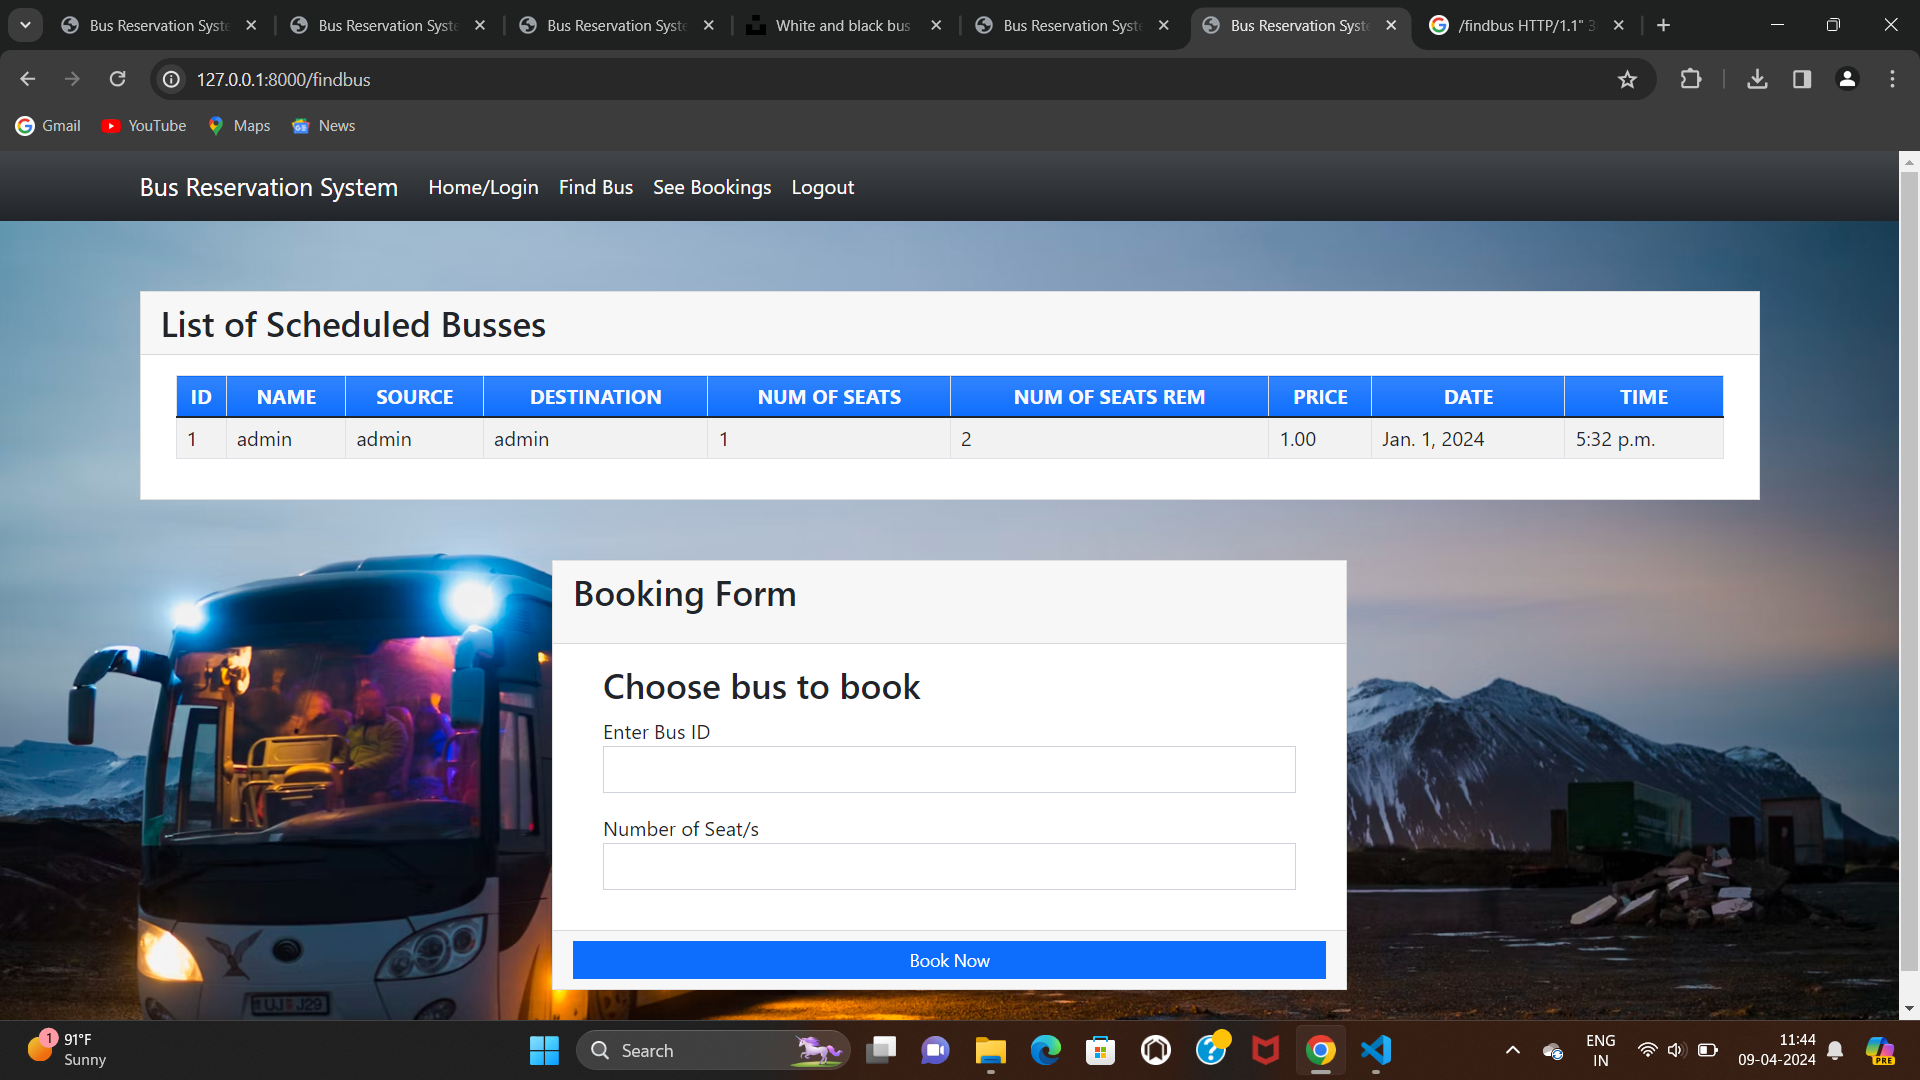 Bus Reservation Syste
Bus Reservation Syste
Bus Reservation Syste
White and black bus
Bus Reservation Syste
Bus Reservation Syste
/findbus HTTP/1.1" 3
127.0.0.1:8000/findbus
Gmail YouTube Maps News
Bus Reservation System Home/Login Find Bus See Bookings Logout
List of Scheduled Busses
ID NAME SOURCE DESTINATION NUM OF SEATS NUM OF SEATS REM PRICE DATE TIME
1 admin admin admin 1 2 1.00 Jan. 1, 2024 5:32 p.m.
Booking Form
Choose bus to book
Enter Bus ID
Number of Seat/s
Book Now
UJ J29
1
91°F
Sunny
Search
ENG
IN
11:44
09-04-2024
PRE